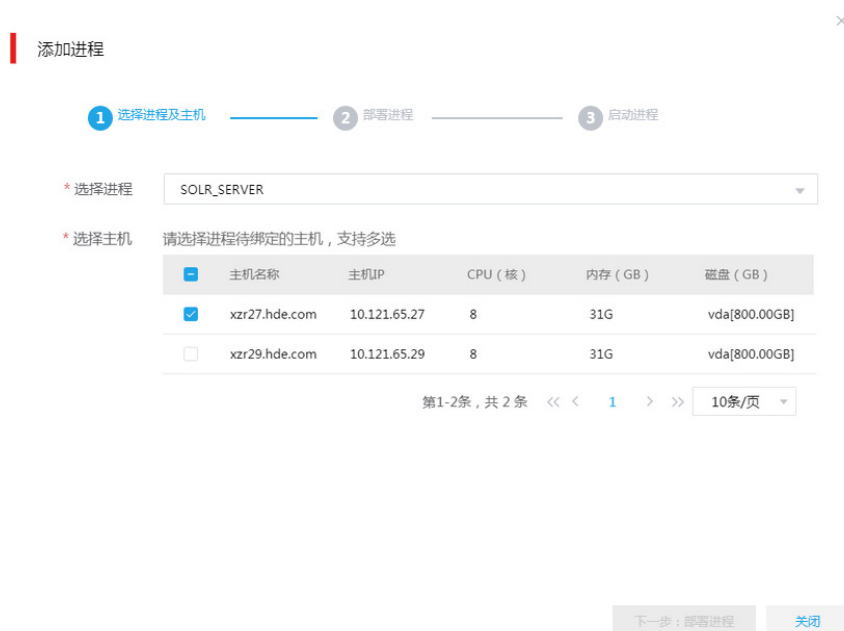 添加进程
1 选择进程及主机 2 部署进程 3 启动进程
* 选择进程 SOLR_SERVER
* 选择主机 请选择进程待绑定的主机，支持多选
主机名称 主机IP CPU（核） 内存（GB） 磁盘（GB）
xzr27.hde.com 10.121.65.27 8 31G vda[800.00GB]
xzr29.hde.com 10.121.65.29 8 31G vda[800.00GB]
第1-2条，共 2 条 << < 1 > >> 10条/页
下一步：部署进程 关闭